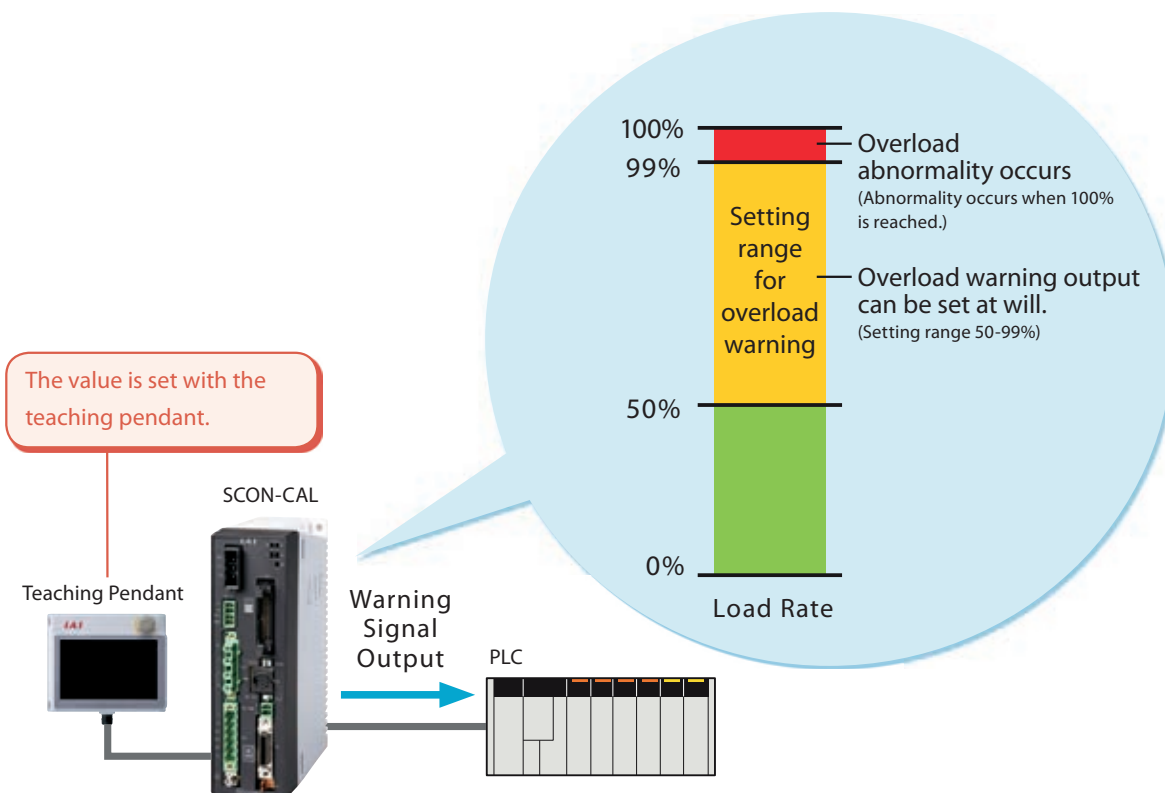 100%
99%
50%
0%
Overload
abnormality occurs
(Abnormality occurs when 100%
is reached.)
Setting
range
for
overload
warning
Overload warning output
can be set at will.
(Setting range 50-99%)
Load Rate
The value is set with the
teaching pendant.
SCON-CAL
Teaching Pendant
IAI
IAI
Warning
Signal
Output
PLC